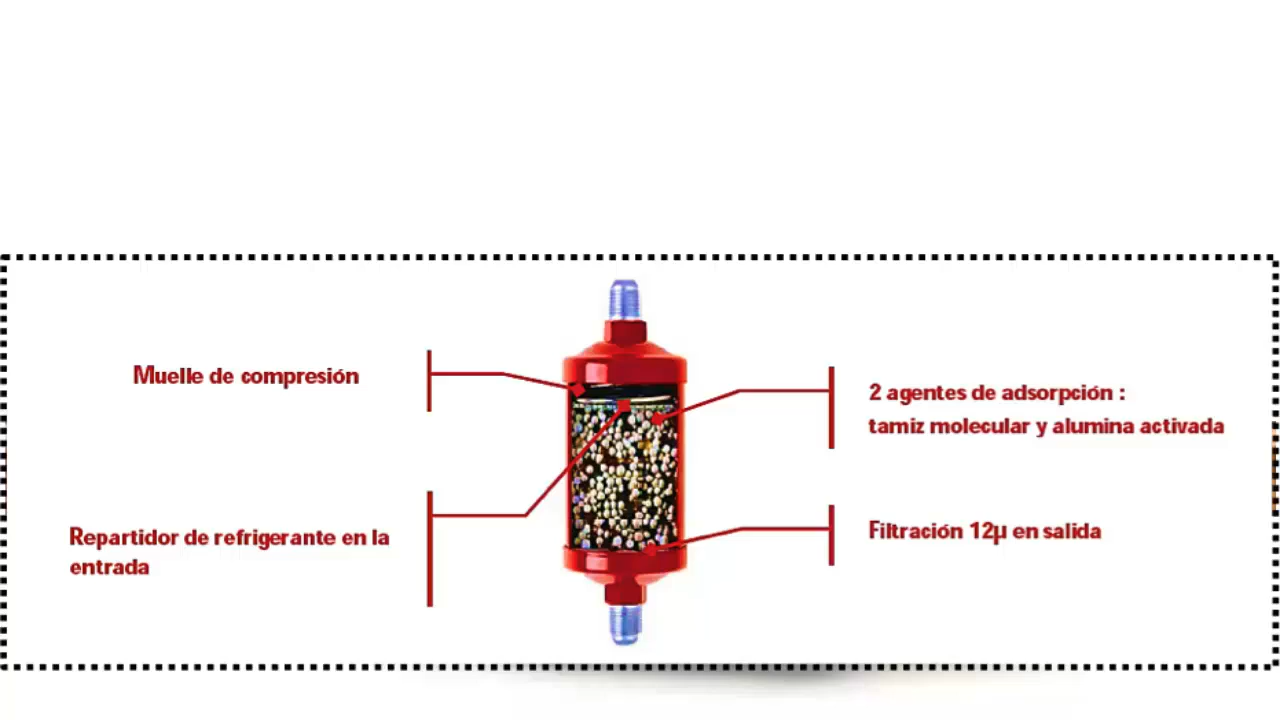 Muelle de compresión
2 agentes de adsorpción :
tamiz molecular y alumina activada
Repartidor de refrigerante en la
entrada
Filtración 12µ en salida